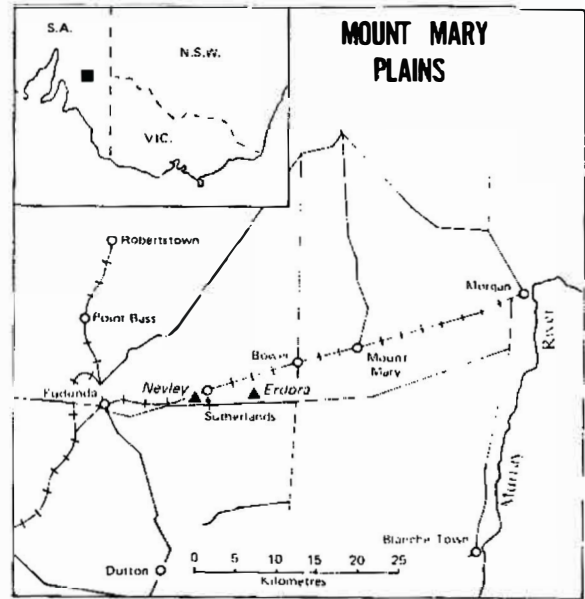 S.A.
N.S.W.
VIC.
MOUNT MARY
PLAINS
Robertstown
Point Bass
Morgan
River
Bower
Mount
Mary
Nevley
Erdora
Eudunda
Sutherlands
Murray
Blanche Town
Dutton
0 5 10 15 20 25
Kilometres